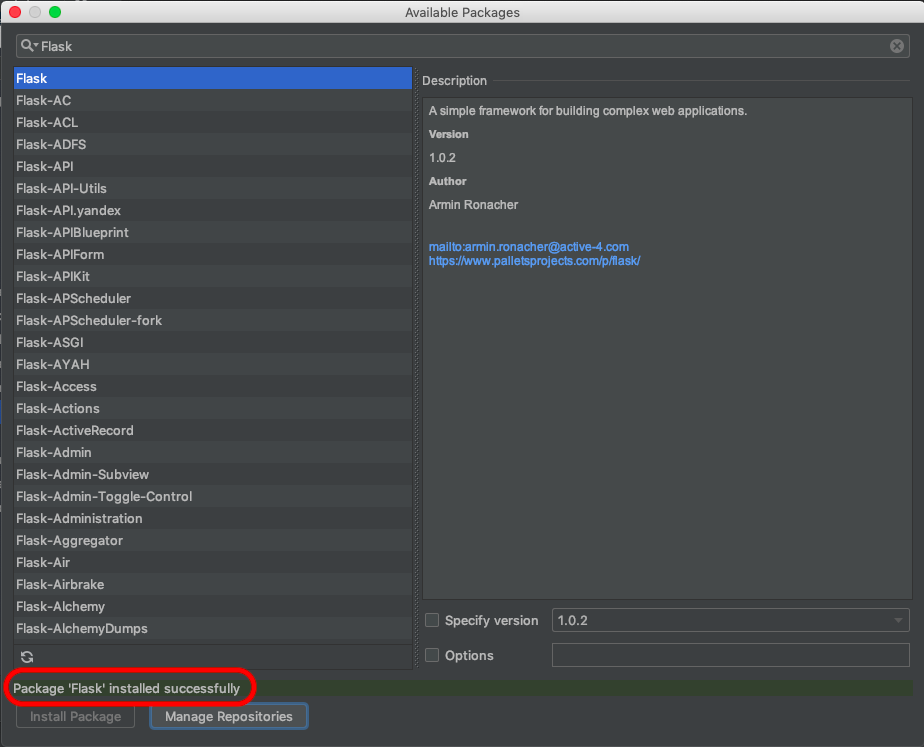 Available Packages
Flask
Flask
Flask-AC
Flask-ACL
Flask-ADFS
Flask-API
Flask-API-Utils
Flask-API.yandex
Flask-APIBlueprint
Flask-APIForm
Flask-APIKit
Flask-APScheduler
Flask-APScheduler-fork
Flask-ASGI
Flask-AYAH
Flask-Access
Flask-Actions
Flask-ActiveRecord
Flask-Admin
Flask-Admin-Subview
Flask-Admin-Toggle-Control
Flask-Administration
Flask-Aggregator
Flask-Air
Flask-Airbrake
Flask-Alchemy
Flask-AlchemyDumps
Description
A simple framework for building complex web applications.
Version
1.0.2
Author
Armin Ronacher
mailto:armin.ronacher@active-4.com
https://www.palletsprojects.com/p/flask/
Specify version 1.0.2
Options
Package 'Flask' installed successfully
Install Package Manage Repositories